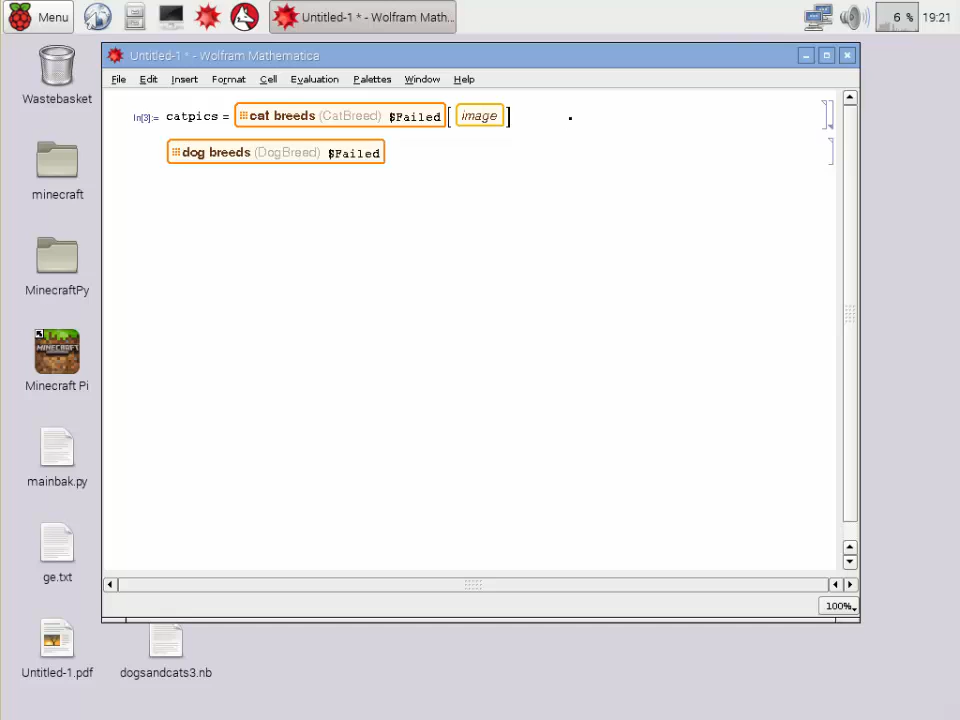 Menu
Untitled-1 * - Wolfram Math...
6 %
19:21
Untitled-1 * - Wolfram Mathematica
File Edit Insert Format Cell Evaluation Palettes Window Help
In[3]:= catpics = cat breeds (CatBreed) $Failed [ image ]
dog breeds (DogBreed) $Failed
100%
Wastebasket
minecraft
MinecraftPy
Minecraft Pi
mainbak.py
ge.txt
Untitled-1.pdf
dogsandcats3.nb
MINECRAFT